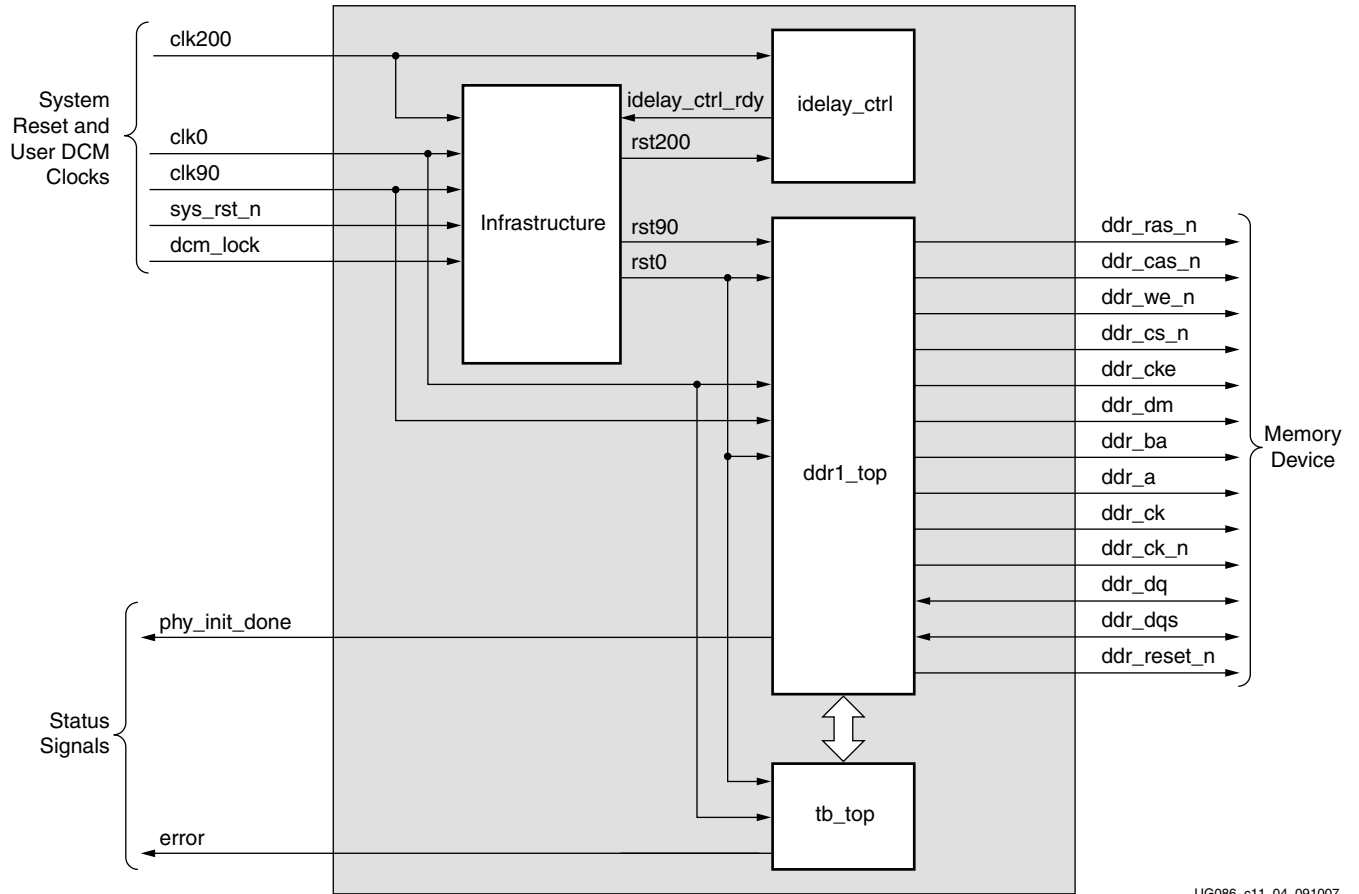 clk200
System
Reset and
User DCM
Clocks
clk0
clk90
sys_rst_n
dcm_lock
Infrastructure
idelay_ctrl_rdy
rst200
idelay_ctrl
rst90
rst0
ddr1_top
ddr_ras_n
ddr_cas_n
ddr_we_n
ddr_cs_n
ddr_cke
ddr_dm
ddr_ba
ddr_a
ddr_ck
ddr_ck_n
ddr_dq
ddr_dqs
ddr_reset_n
Memory
Device
phy_init_done
Status
Signals
error
tb_top
UG086_c11_04_091007